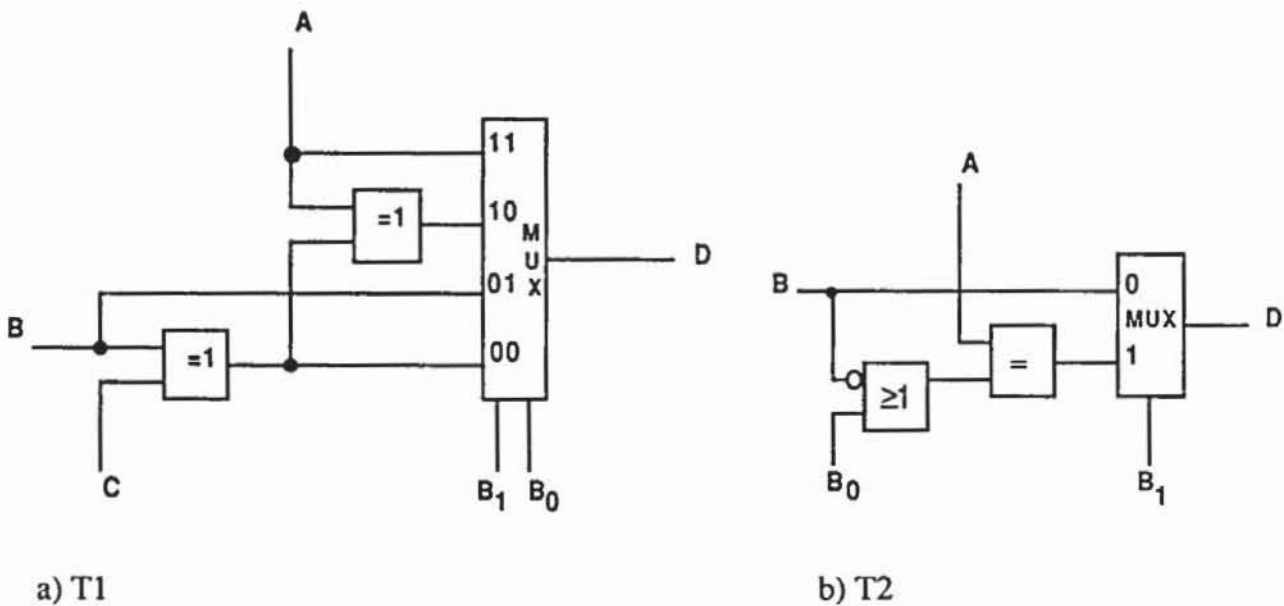 A
11
=1
10
M
U
X
D
01
B
=1
00
C
B1 B0
A
B
0
MUX
D
=
1
≥1
B0
B1
a) T1
b) T2